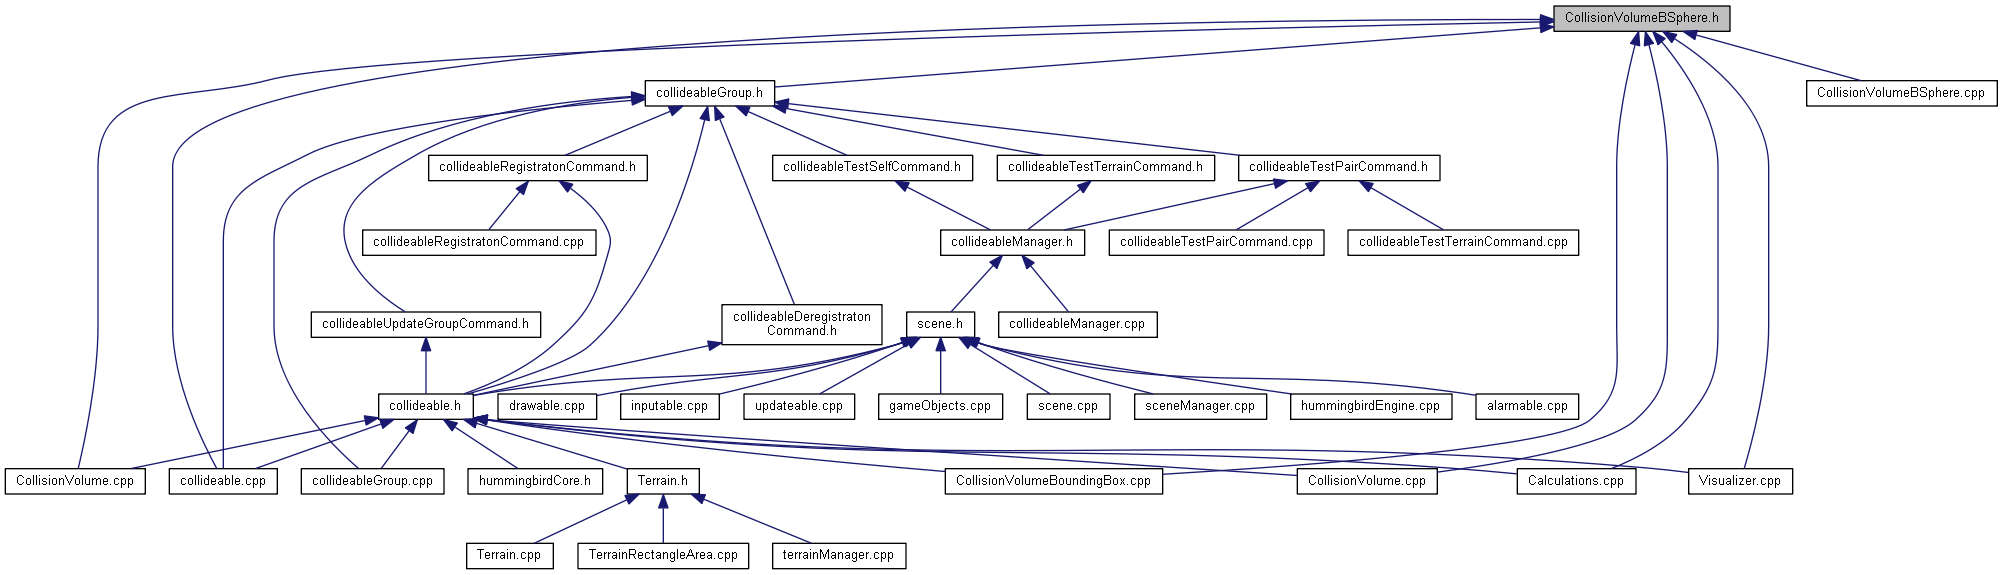 CollisionVolumeBSphere.h
collideableGroup.h
CollisionVolumeBSphere.cpp
collideableRegistratonCommand.h
collideableTestSelfCommand.h
collideableTestTerrainCommand.h
collideableTestPairCommand.h
collideableRegistratonCommand.cpp
collideableManager.h
collideableTestPairCommand.cpp
collideableTestTerrainCommand.cpp
collideableUpdateGroupCommand.h
collideableDeregistraton
Command.h
scene.h
collideableManager.cpp
collideable.h
drawable.cpp
inputable.cpp
updateable.cpp
gameObjects.cpp
scene.cpp
sceneManager.cpp
hummingbirdEngine.cpp
alarmable.cpp
CollisionVolume.cpp
collideable.cpp
collideableGroup.cpp
hummingbirdCore.h
Terrain.h
CollisionVolumeBoundingBox.cpp
CollisionVolume.cpp
Calculations.cpp
Visualizer.cpp
Terrain.cpp
TerrainRectangleArea.cpp
terrainManager.cpp